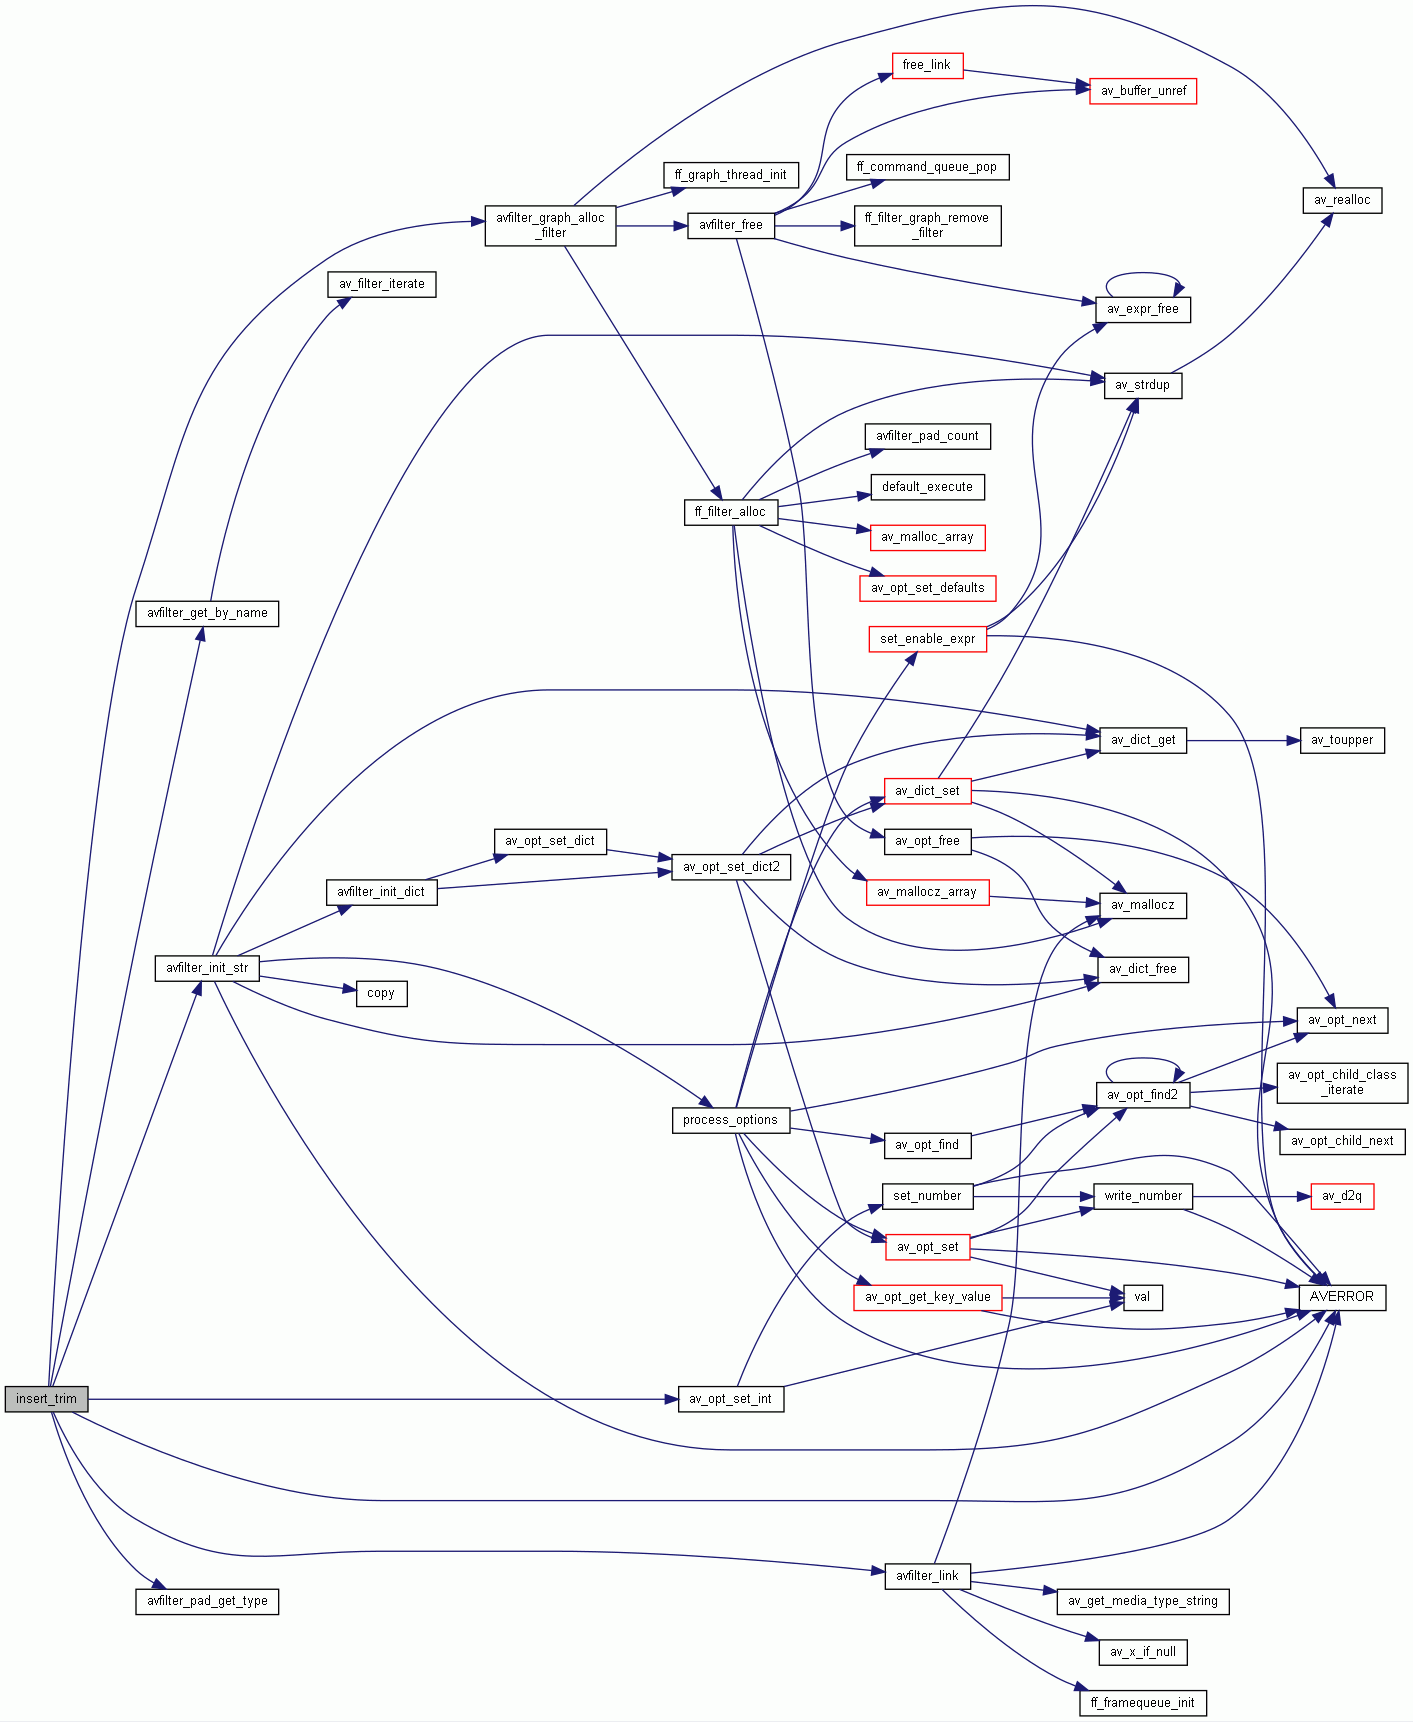 free_link
av_buffer_unref
ff_command_queue_pop
ff_graph_thread_init
av_realloc
avfilter_graph_alloc
_filter
avfilter_free
ff_filter_graph_remove
_filter
av_filter_iterate
av_expr_free
av_strdup
avfilter_pad_count
default_execute
ff_filter_alloc
av_malloc_array
av_opt_set_defaults
avfilter_get_by_name
set_enable_expr
av_dict_get
av_toupper
av_dict_set
av_opt_set_dict
av_opt_free
av_opt_set_dict2
avfilter_init_dict
av_mallocz_array
av_mallocz
avfilter_init_str
av_dict_free
copy
av_opt_next
av_opt_child_class
_iterate
av_opt_find2
process_options
av_opt_find
av_opt_child_next
set_number
write_number
av_d2q
av_opt_set
av_opt_get_key_value
val
AVERROR
insert_trim
av_opt_set_int
avfilter_link
avfilter_pad_get_type
av_get_media_type_string
av_x_if_null
ff_framequeue_init